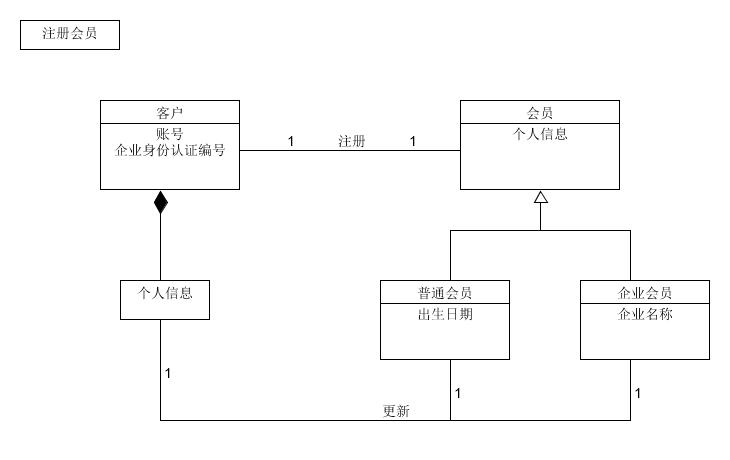 注册会员
客户
账号
企业身份认证编号
1
注册
1
会员
个人信息
个人信息
普通会员
出生日期
企业会员
企业名称
1
1
1
更新